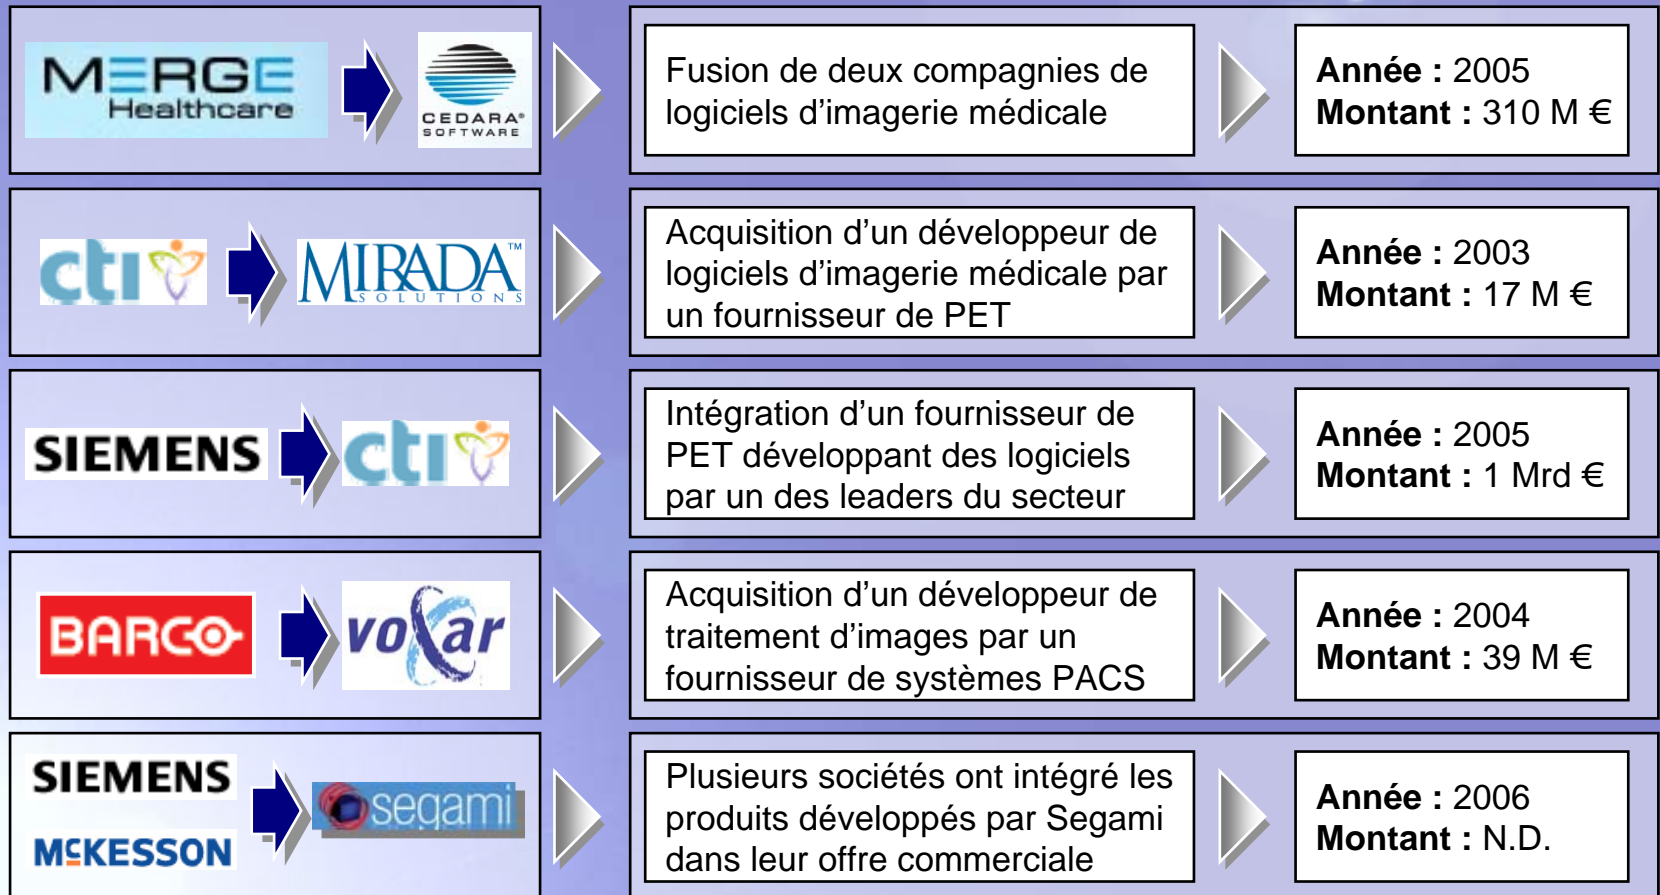 MERGE
Healthcare
CEDARA®
SOFTWARE
Fusion de deux compagnies de
logiciels d'imagerie médicale
Année : 2005
Montant : 310 M €
cti
MIRADA™
SOLUTIONS
Acquisition d'un développeur de
logiciels d'imagerie médicale par
un fournisseur de PET
Année : 2003
Montant : 17 M €
SIEMENS
cti
Intégration d'un fournisseur de
PET développant des logiciels
par un des leaders du secteur
Année : 2005
Montant : 1 Mrd €
BARCO
voxar
Acquisition d'un développeur de
traitement d'images par un
fournisseur de systèmes PACS
Année : 2004
Montant : 39 M €
SIEMENS
MCKESSON
segami
Plusieurs sociétés ont intégré les
produits développés par Segami
dans leur offre commerciale
Année : 2006
Montant : N.D.